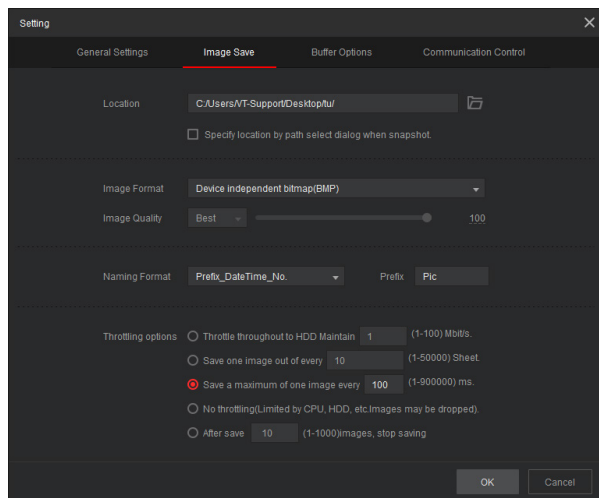 Setting
General Settings Image Save Buffer Options Communication Control
Location C:/Users/VT-Support/Desktop/tu/
Specify location by path select dialog when snapshot.
Image Format Device independent bitmap(BMP)
Image Quality Best 100
Naming Format Prefix_DateTime_No. Prefix Pic
Throttling options Throttle throughout to HDD Maintain 1 (1-100) Mbit/s.
Save one image out of every 10 (1-50000) Sheet.
Save a maximum of one image every 100 (1-900000) ms.
No throttling(Limited by CPU, HDD, etc.Images may be dropped).
After save 10 (1-1000)images, stop saving
OK Cancel